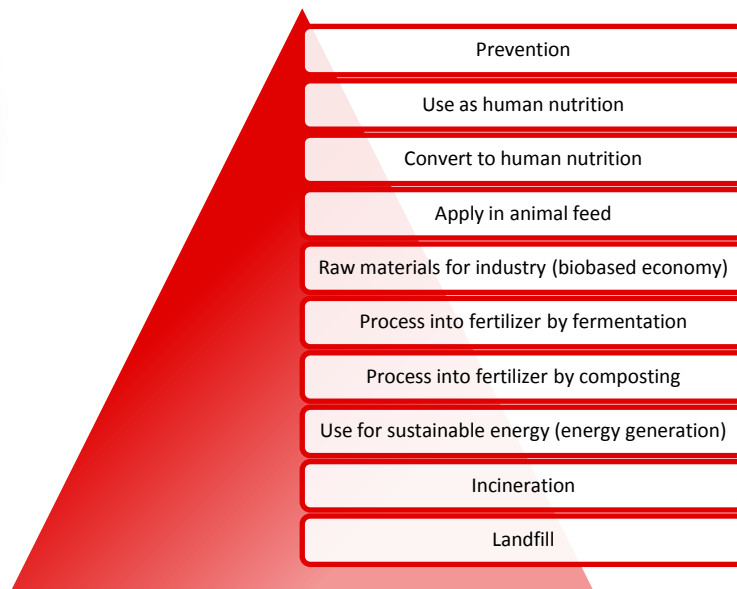 Prevention
Use as human nutrition
Convert to human nutrition
Apply in animal feed
Raw materials for industry (biobased economy)
Process into fertilizer by fermentation
Process into fertilizer by composting
Use for sustainable energy (energy generation)
Incineration
Landfill